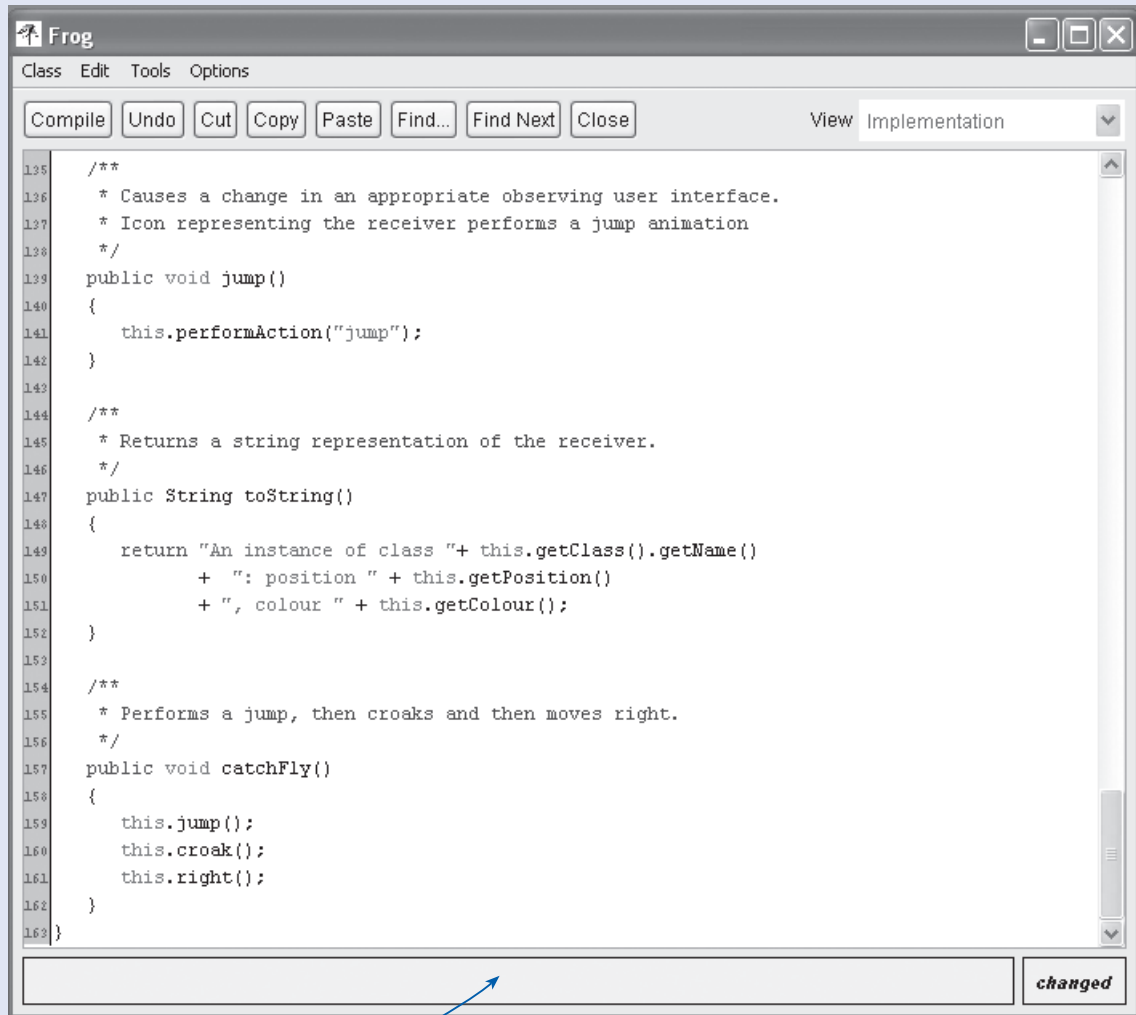 Frog
Class Edit Tools Options
Compile Undo Cut Copy Paste Find... Find Next Close View Implementation
135 /**
136 * Causes a change in an appropriate observing user interface.
137 * Icon representing the receiver performs a jump animation
138 */
139 public void jump()
140 {
141 this.performAction("jump");
142 }
143
144 /**
145 * Returns a string representation of the receiver.
146 */
147 public String toString()
148 {
149 return "An instance of class "+ this.getClass().getName()
150 + ": position " + this.getPosition()
151 + ", colour " + this.getColour();
152 }
153
154 /**
155 * Performs a jump, then croaks and then moves right.
156 */
157 public void catchFly()
158 {
159 this.jump();
160 this.croak();
161 this.right();
162 }
163 }
changed